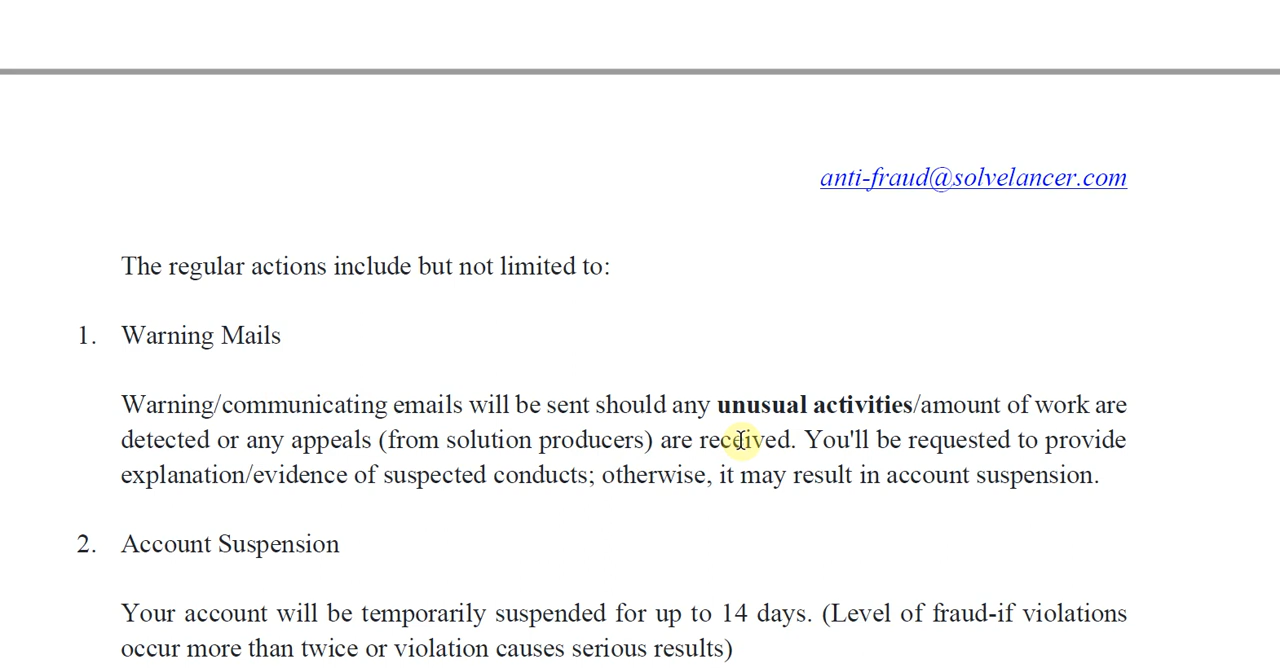 anti-fraud@solvelancer.com
The regular actions include but not limited to:
1. Warning Mails
Warning/communicating emails will be sent should any unusual activities/amount of work are
detected or any appeals (from solution producers) are received. You'll be requested to provide
explanation/evidence of suspected conducts; otherwise, it may result in account suspension.
2. Account Suspension
Your account will be temporarily suspended for up to 14 days. (Level of fraud-if violations
occur more than twice or violation causes serious results)